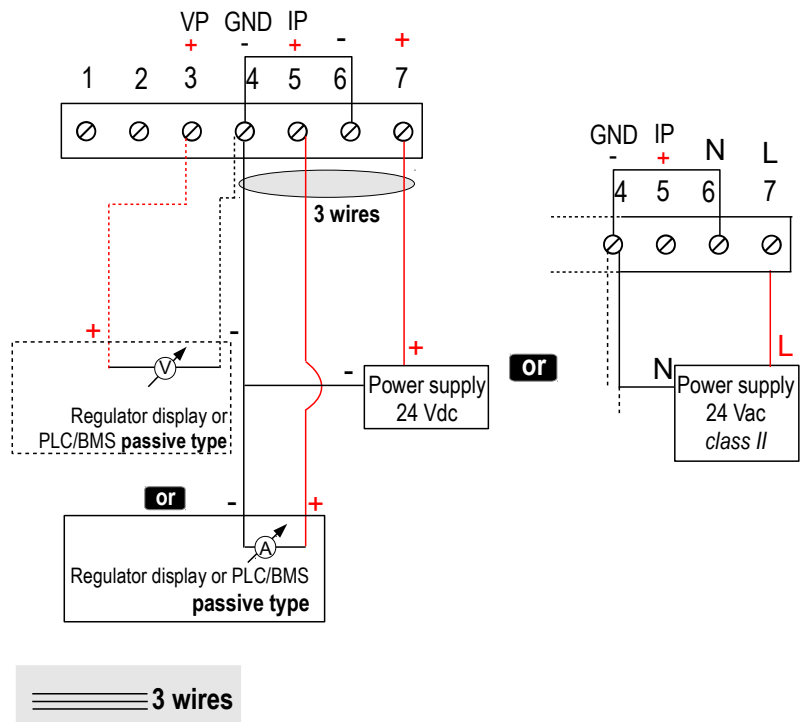 VP GND IP
+ - + - +
1 2 3 4 5 6 7
3 wires
GND IP N L
- +
4 5 6 7
+
-
V
Regulator display or
PLC/BMS passive type
- +
Power supply
24 Vdc
or
N
L
Power supply
24 Vac
class II
or
- +
A
Regulator display or PLC/BMS
passive type
3 wires